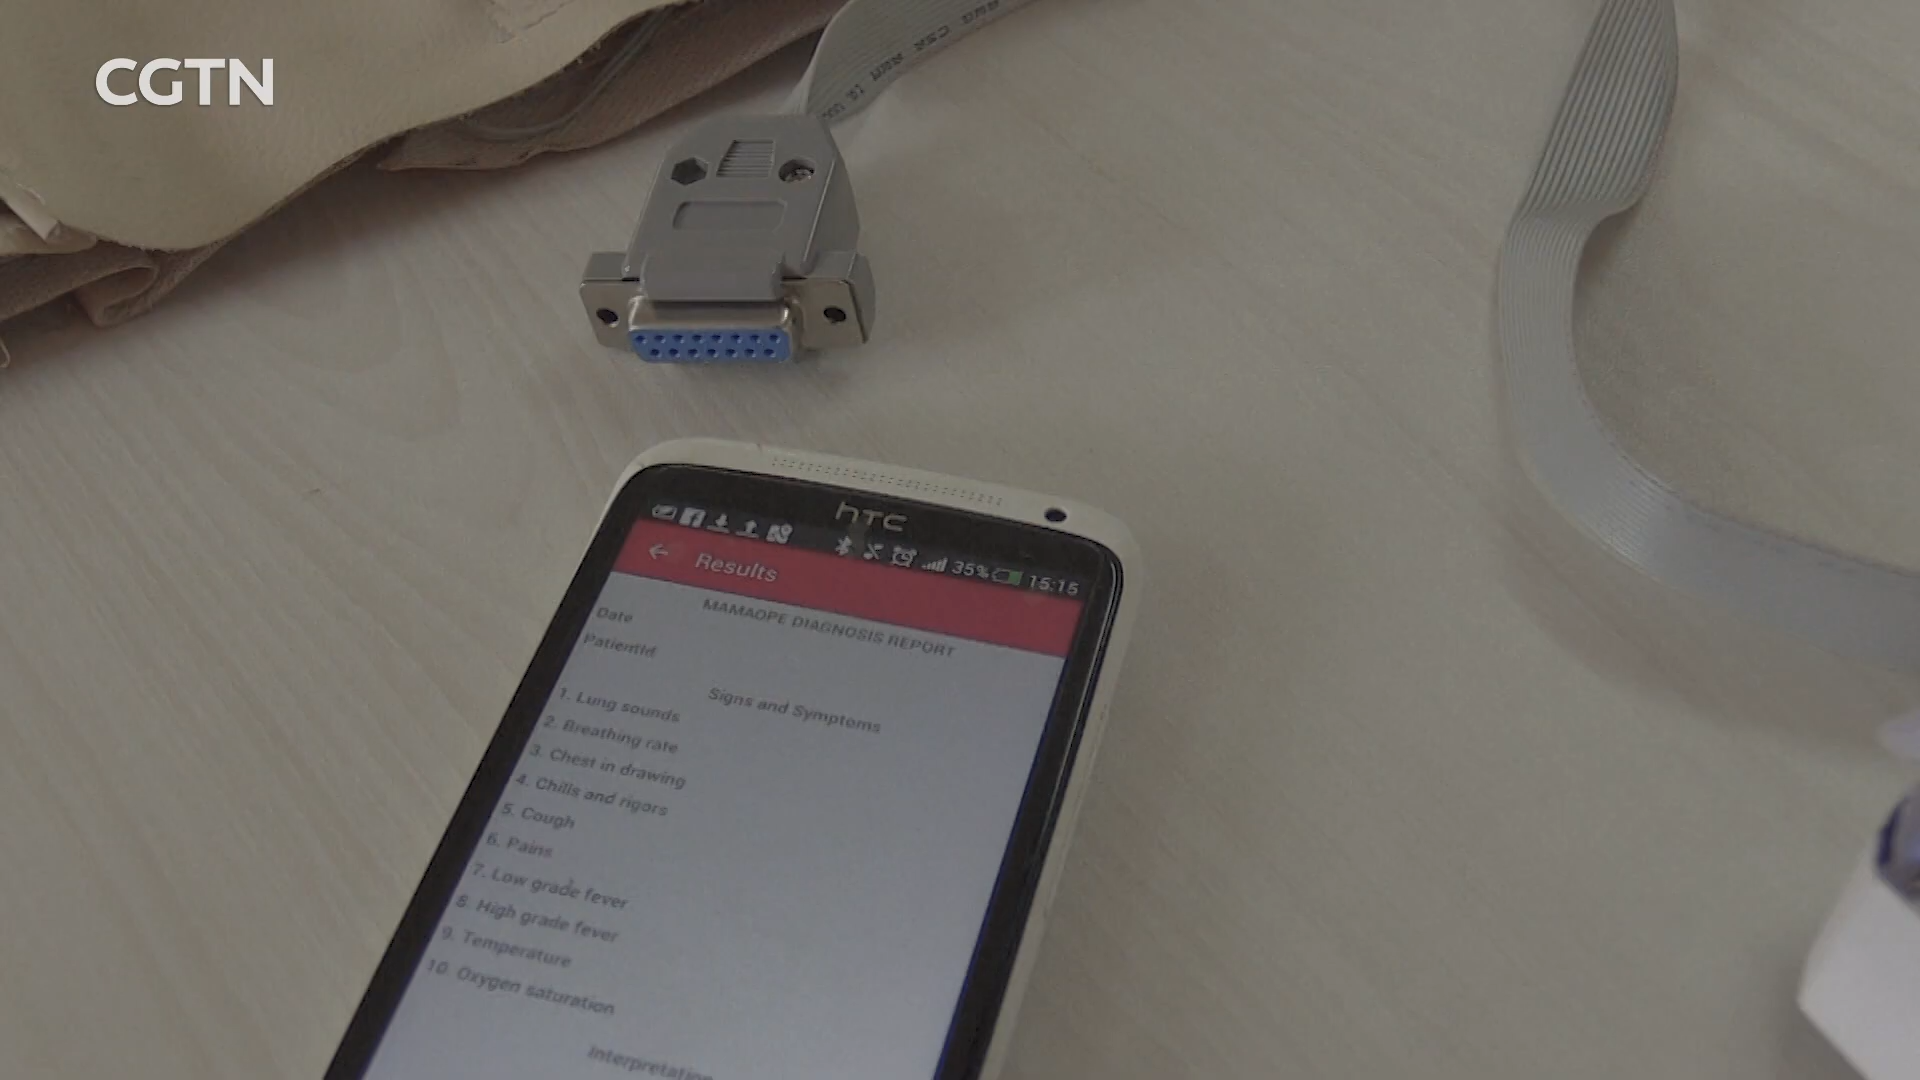 CGTN
hTC
35% 15:15
Results
MAMAOPE DIAGNOSIS REPORT
Date
PatientId
Signs and Symptoms
1. Lung sounds
2. Breathing rate
3. Chest in drawing
4. Chills and rigors
5. Cough
6. Pains
7. Low grade fever
8. High grade fever
9. Temperature
10. Oxygen saturation
Interpretation